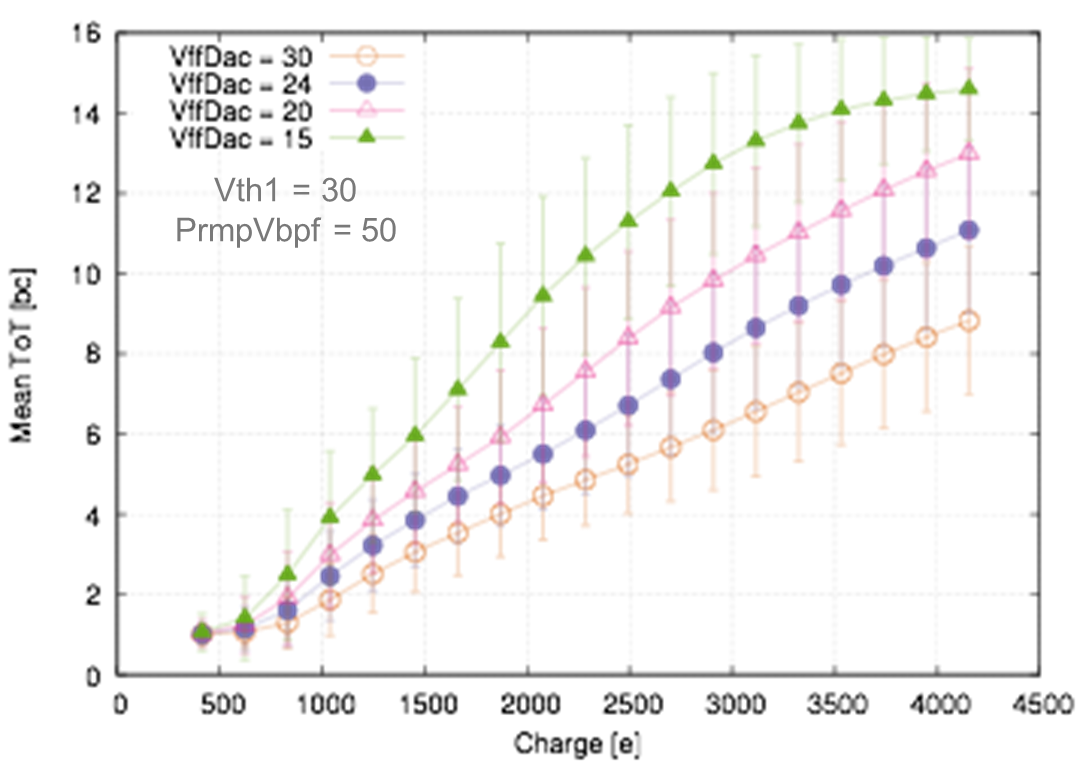 16
14
12
10
8
6
4
2
0
Mean ToT [bc]
VffDac = 30
VffDac = 24
VffDac = 20
VffDac = 15
Vth1 = 30
PrmpVbpf = 50
0 500 1000 1500 2000 2500 3000 3500 4000 4500
Charge [e]